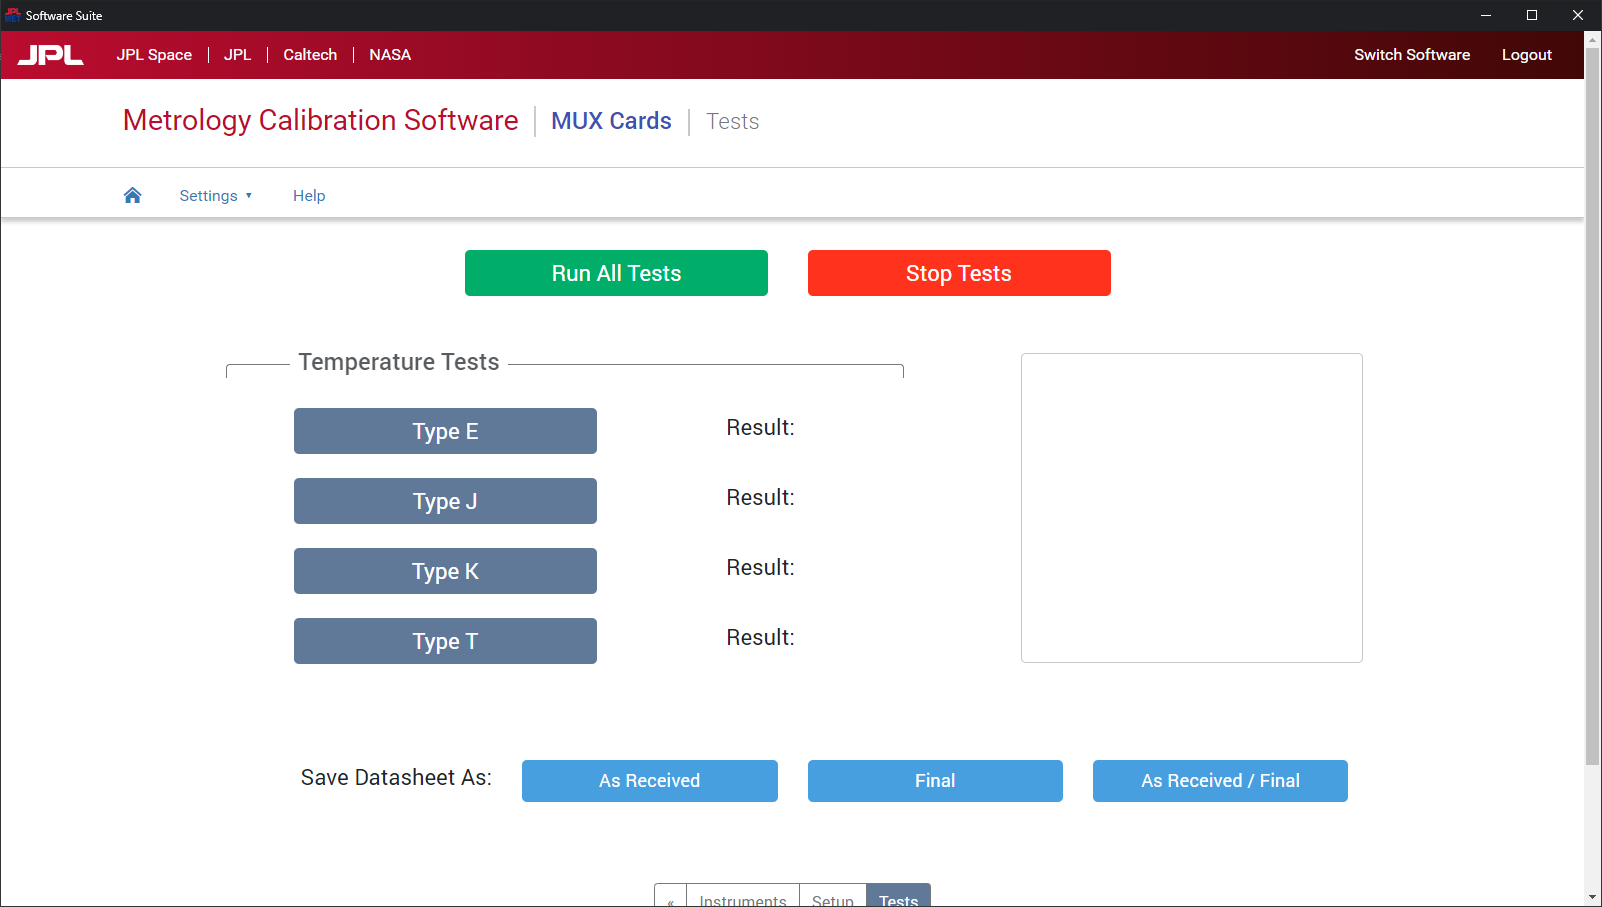 JPL MET Software Suite
JPL JPL Space | JPL | Caltech | NASA Switch Software Logout
Metrology Calibration Software | MUX Cards | Tests
Settings ▾ Help
Run All Tests Stop Tests
Temperature Tests
Type E Result:
Type J Result:
Type K Result:
Type T Result:
Save Datasheet As: As Received Final As Received / Final
« Instruments Setup Tests